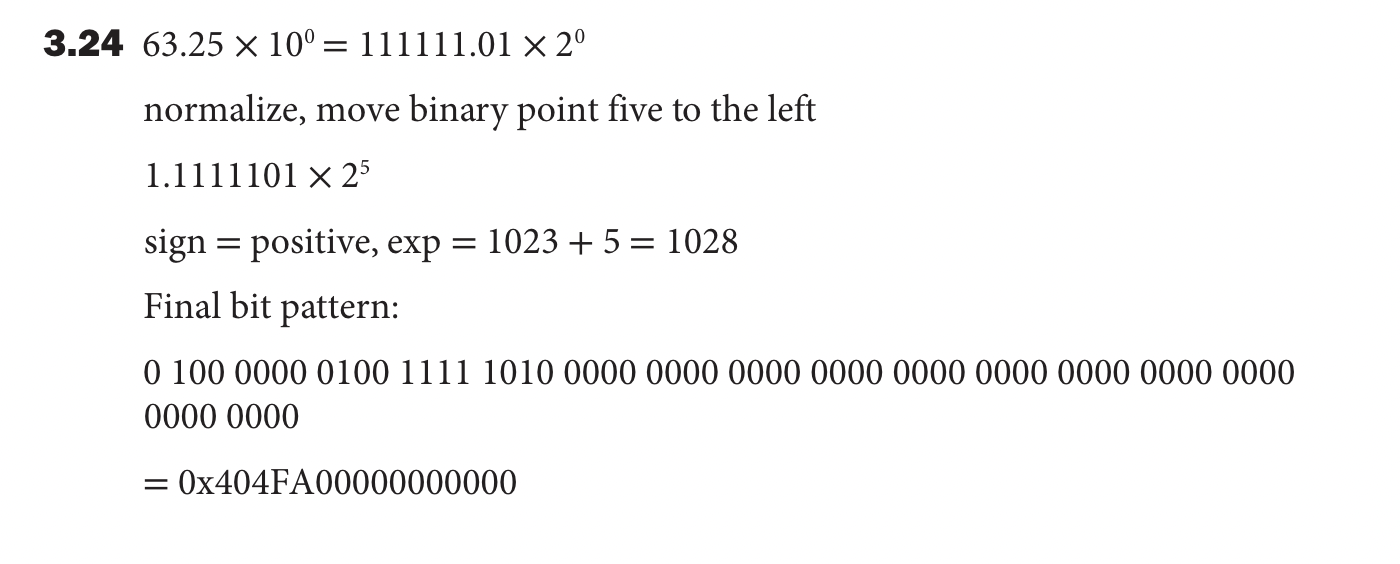 3.24 63.25 × 10⁰ = 111111.01 × 2⁰
normalize, move binary point five to the left
1.1111101 × 2⁵
sign = positive, exp = 1023 + 5 = 1028
Final bit pattern:
0 100 0000 0100 1111 1010 0000 0000 0000 0000 0000 0000 0000 0000 0000
0000 0000
= 0x404FA00000000000